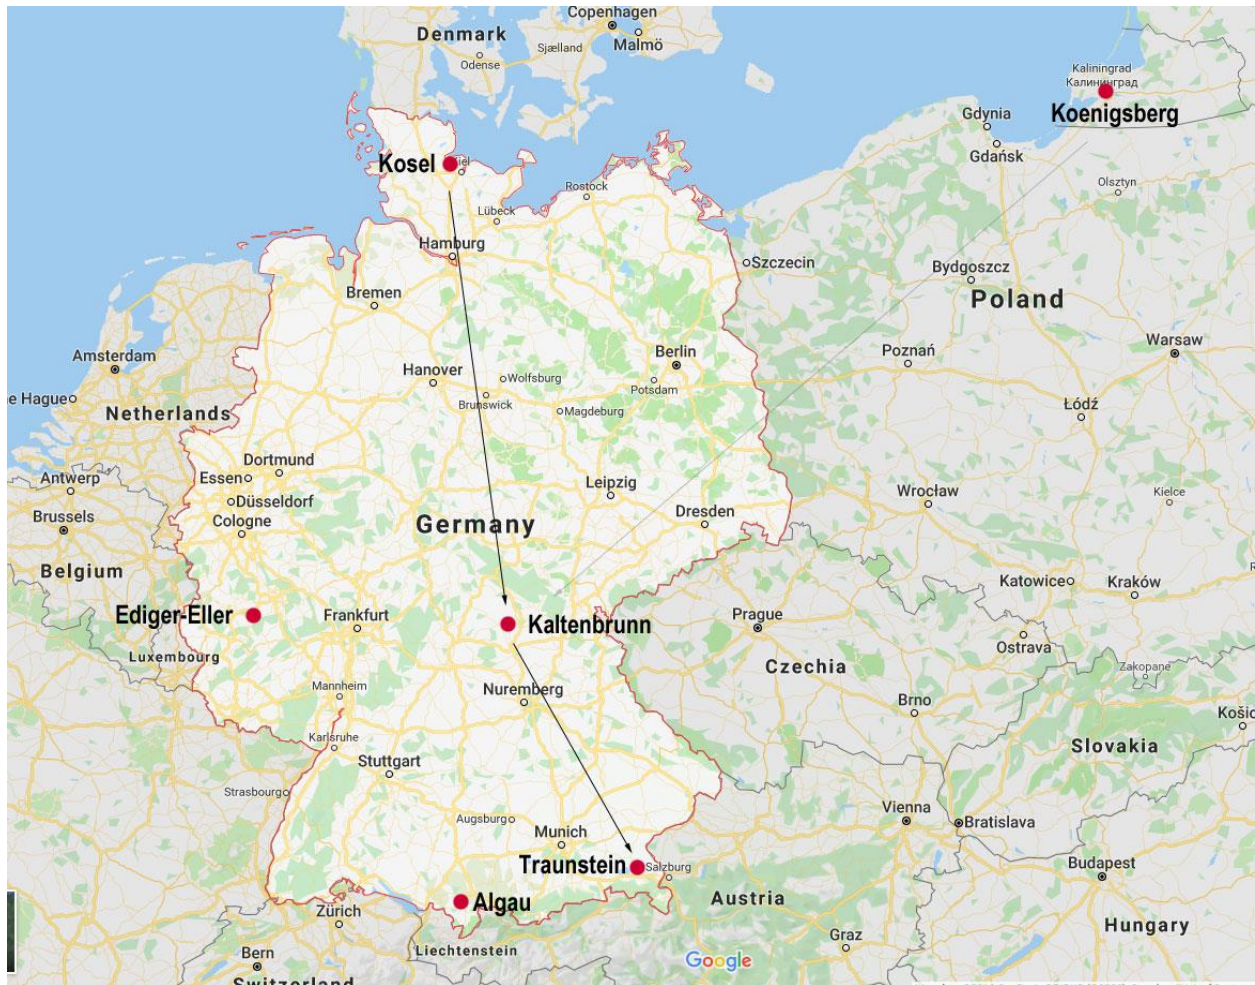 Copenhagen
Denmark
Malmö
Sjælland
Odense
Kaliningrad
Калининград
Koenigsberg
Gdynia
Gdańsk
Kosel
Kiel
Rostock
Olsztyn
Lübeck
Hamburg
Szczecin
Bydgoszcz
Bremen
Poland
Amsterdam
Berlin
Warsaw
Hanover
Wolfsburg
Potsdam
Poznań
e Hague
Brunswick
Magdeburg
Łódź
Netherlands
Dortmund
Essen
Antwerp
Leipzig
Wrocław
Kielce
Düsseldorf
Brussels
Cologne
Germany
Dresden
Belgium
Katowice
Kraków
Ediger-Eller
Frankfurt
Kaltenbrunn
Prague
Ostrava
Luxembourg
Czechia
Zakopane
Mannheim
Nuremberg
Brno
Košic
Karlsruhe
Slovakia
Stuttgart
Strasbourg
Vienna
Augsburg
Munich
Bratislava
Traunstein
Salzburg
Budapest
Algau
Austria
Zürich
Hungary
Graz
Liechtenstein
Bern
Google
Switzerland